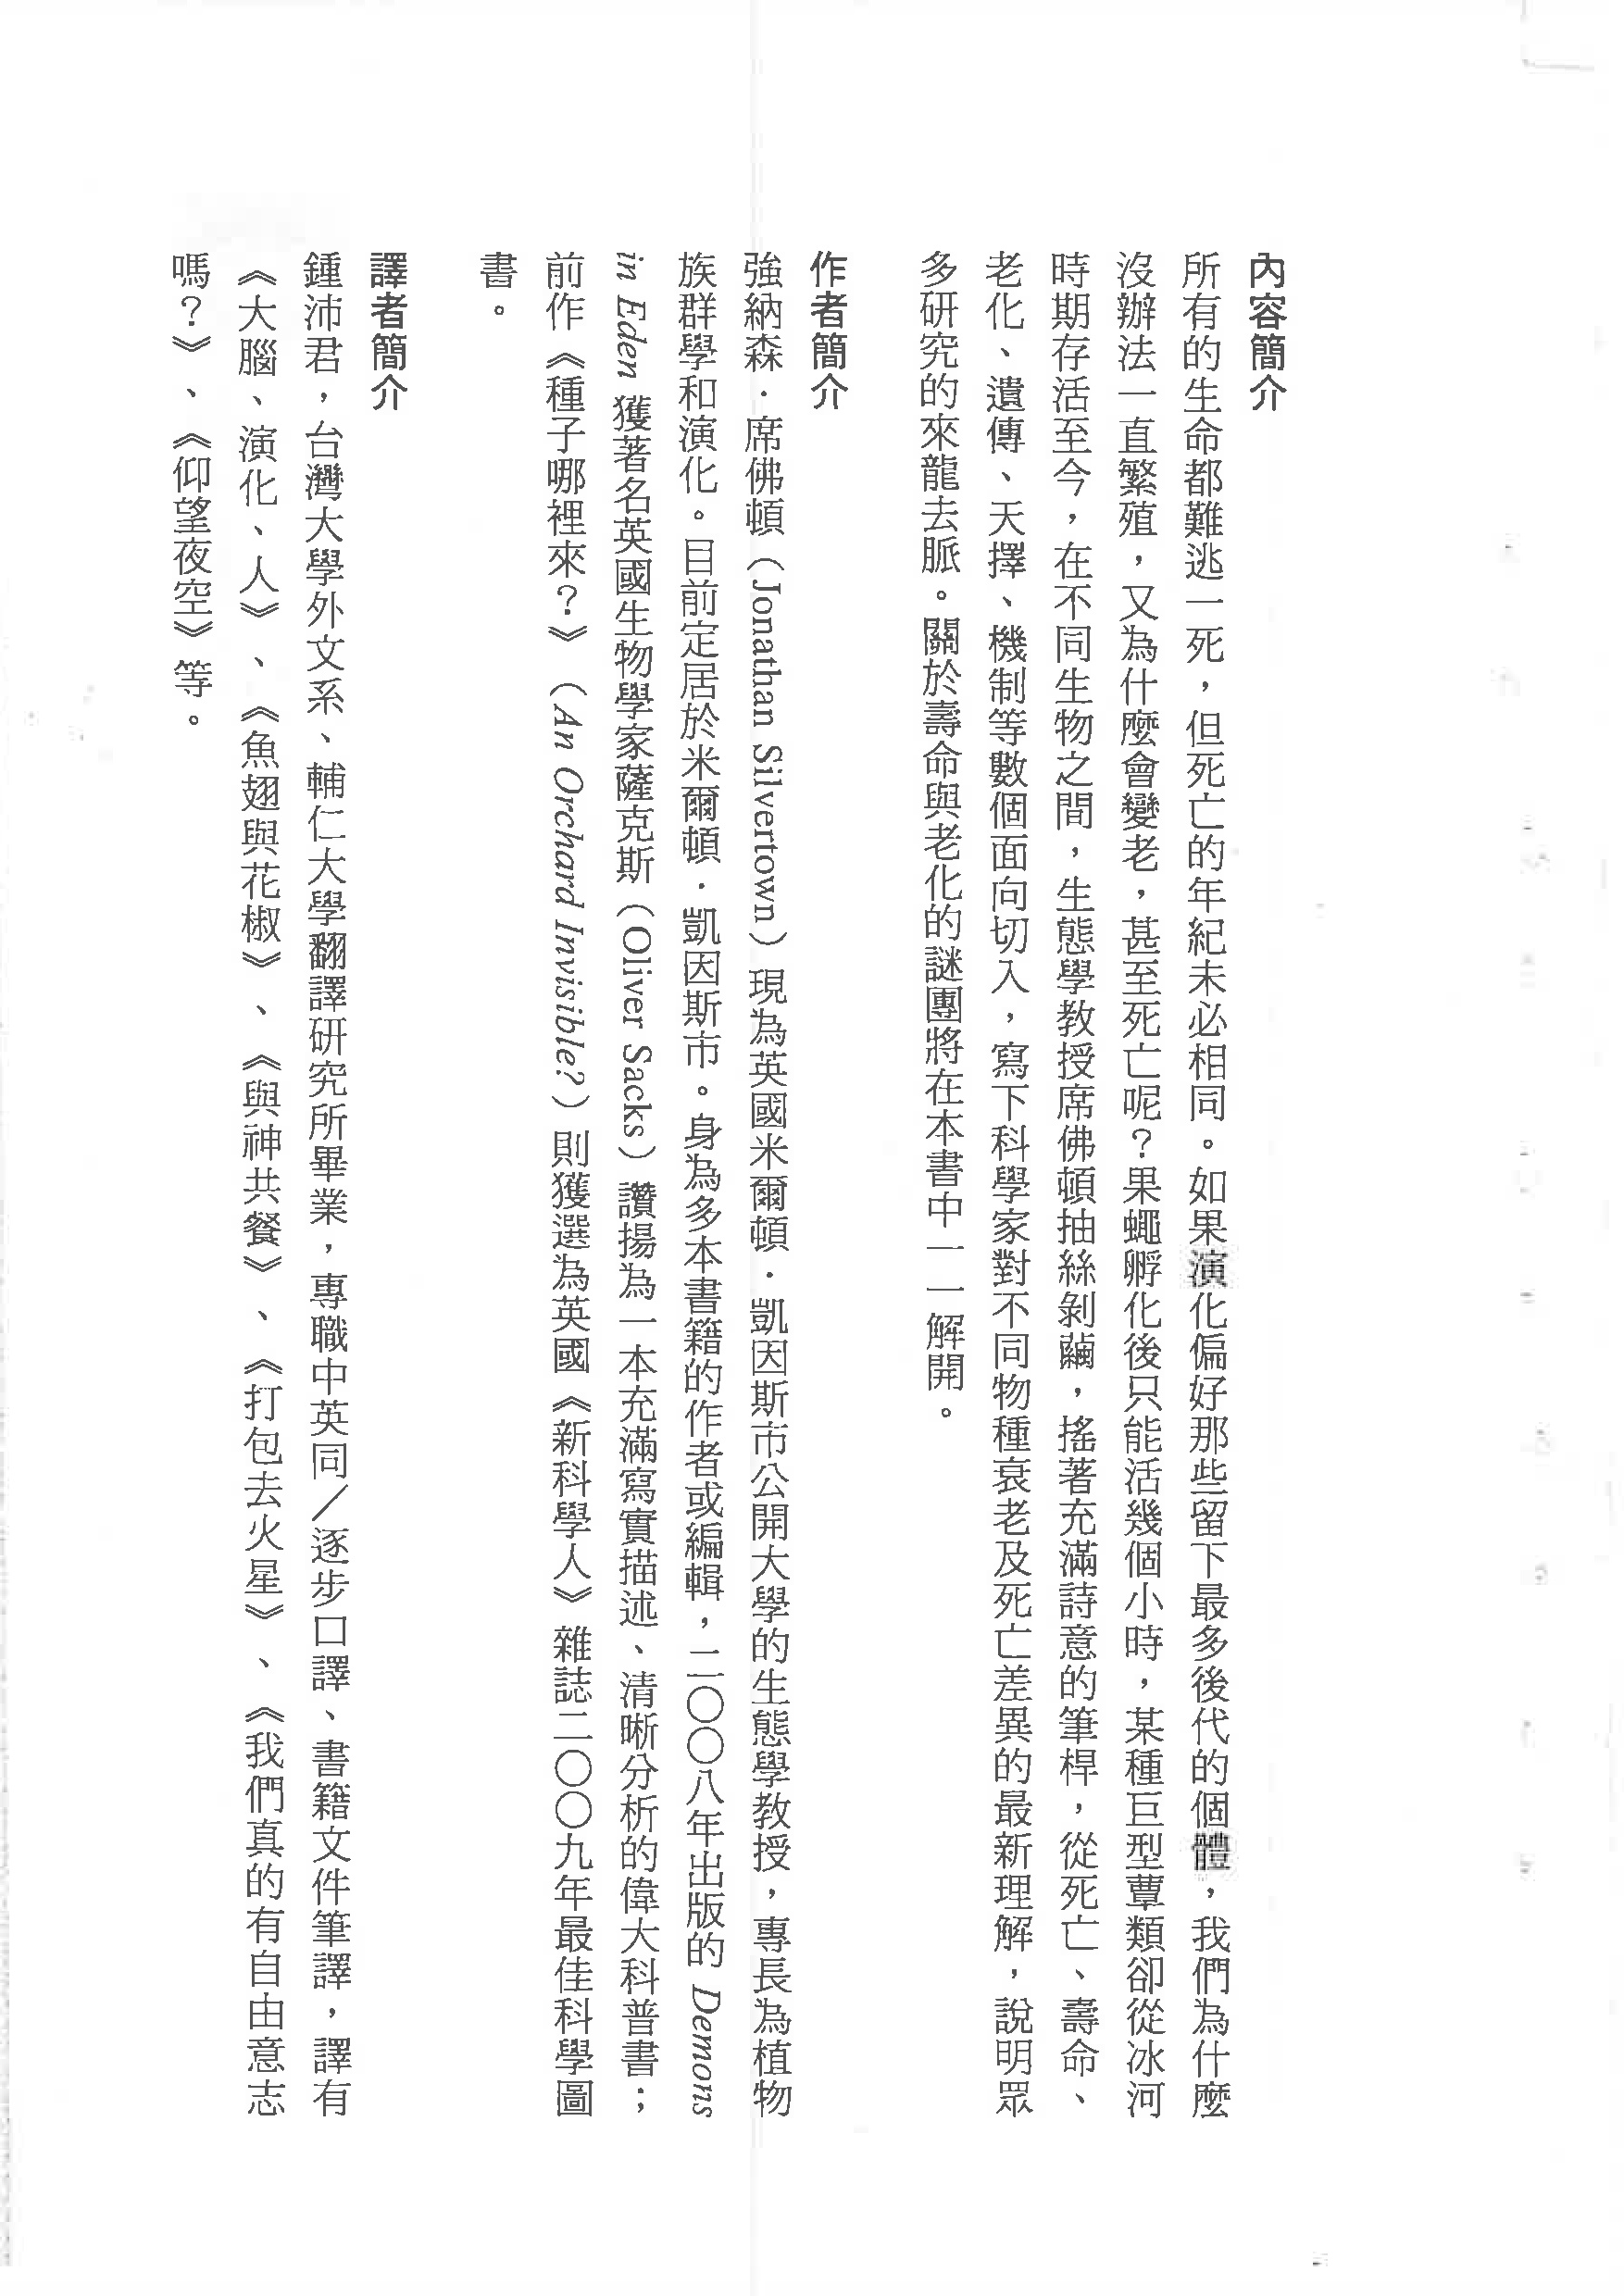 內容簡介
所有的生命都難逃一死，但死亡的年紀未必相同。如果演化偏好那些留下最多後代的個體，我們為什麼
沒辦法一直繁殖，又為什麼會變老，甚至死亡呢？果蠅孵化後只能活幾個小時，某種巨型蕈類卻從冰河
時期存活至今，在不同生物之間，生態學教授席佛頓抽絲剝繭，搖著充滿詩意的筆桿，從死亡、壽命、
老化、遺傳、天擇、機制等數個面向切入，寫下科學家對不同物種衰老及死亡差異的最新理解，說明眾
多研究的來龍去脈。關於壽命與老化的謎團將在本書中一一解開。
作者簡介
強納森．席佛頓（Jonathan Silvertown）現為英國米爾頓．凱因斯市公開大學的生態學教授，專長為植物
族群學和演化。目前定居於米爾頓．凱因斯市。身為多本書籍的作者或編輯，二〇〇八年出版的 Demons
in Eden 獲著名英國生物學家薩克斯（Oliver Sacks）讚揚為一本充滿寫實描述、清晰分析的偉大科普書；
前作《種子哪裡來？》（An Orchard Invisible?）則獲選為英國《新科學人》雜誌二〇〇九年最佳科學圖
書。
譯者簡介
鍾沛君，台灣大學外文系、輔仁大學翻譯研究所畢業，專職中英同／逐步口譯、書籍文件筆譯，譯有
《大腦、演化、人》、《魚翅與花椒》、《與神共餐》、《打包去火星》、《我們真的有自由意志
嗎？》、《仰望夜空》等。